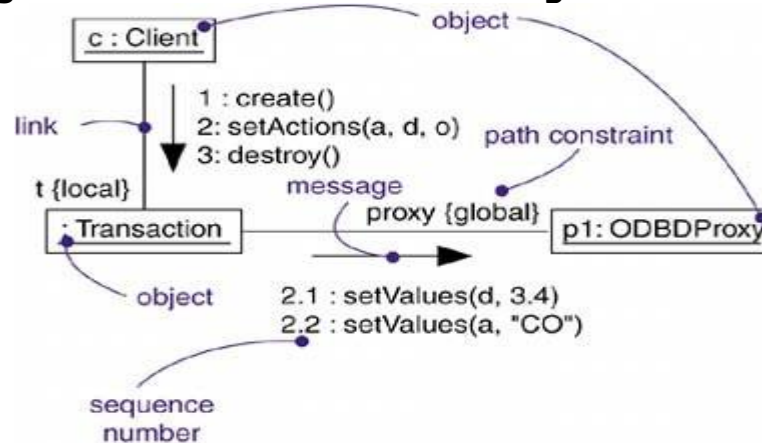 object
c : Client
1 : create()
2: setActions(a, d, o)
3: destroy()
link
path constraint
message
t {local}
proxy {global}
: Transaction
p1: ODBDProxy
object
2.1 : setValues(d, 3.4)
2.2 : setValues(a, "CO")
sequence
number